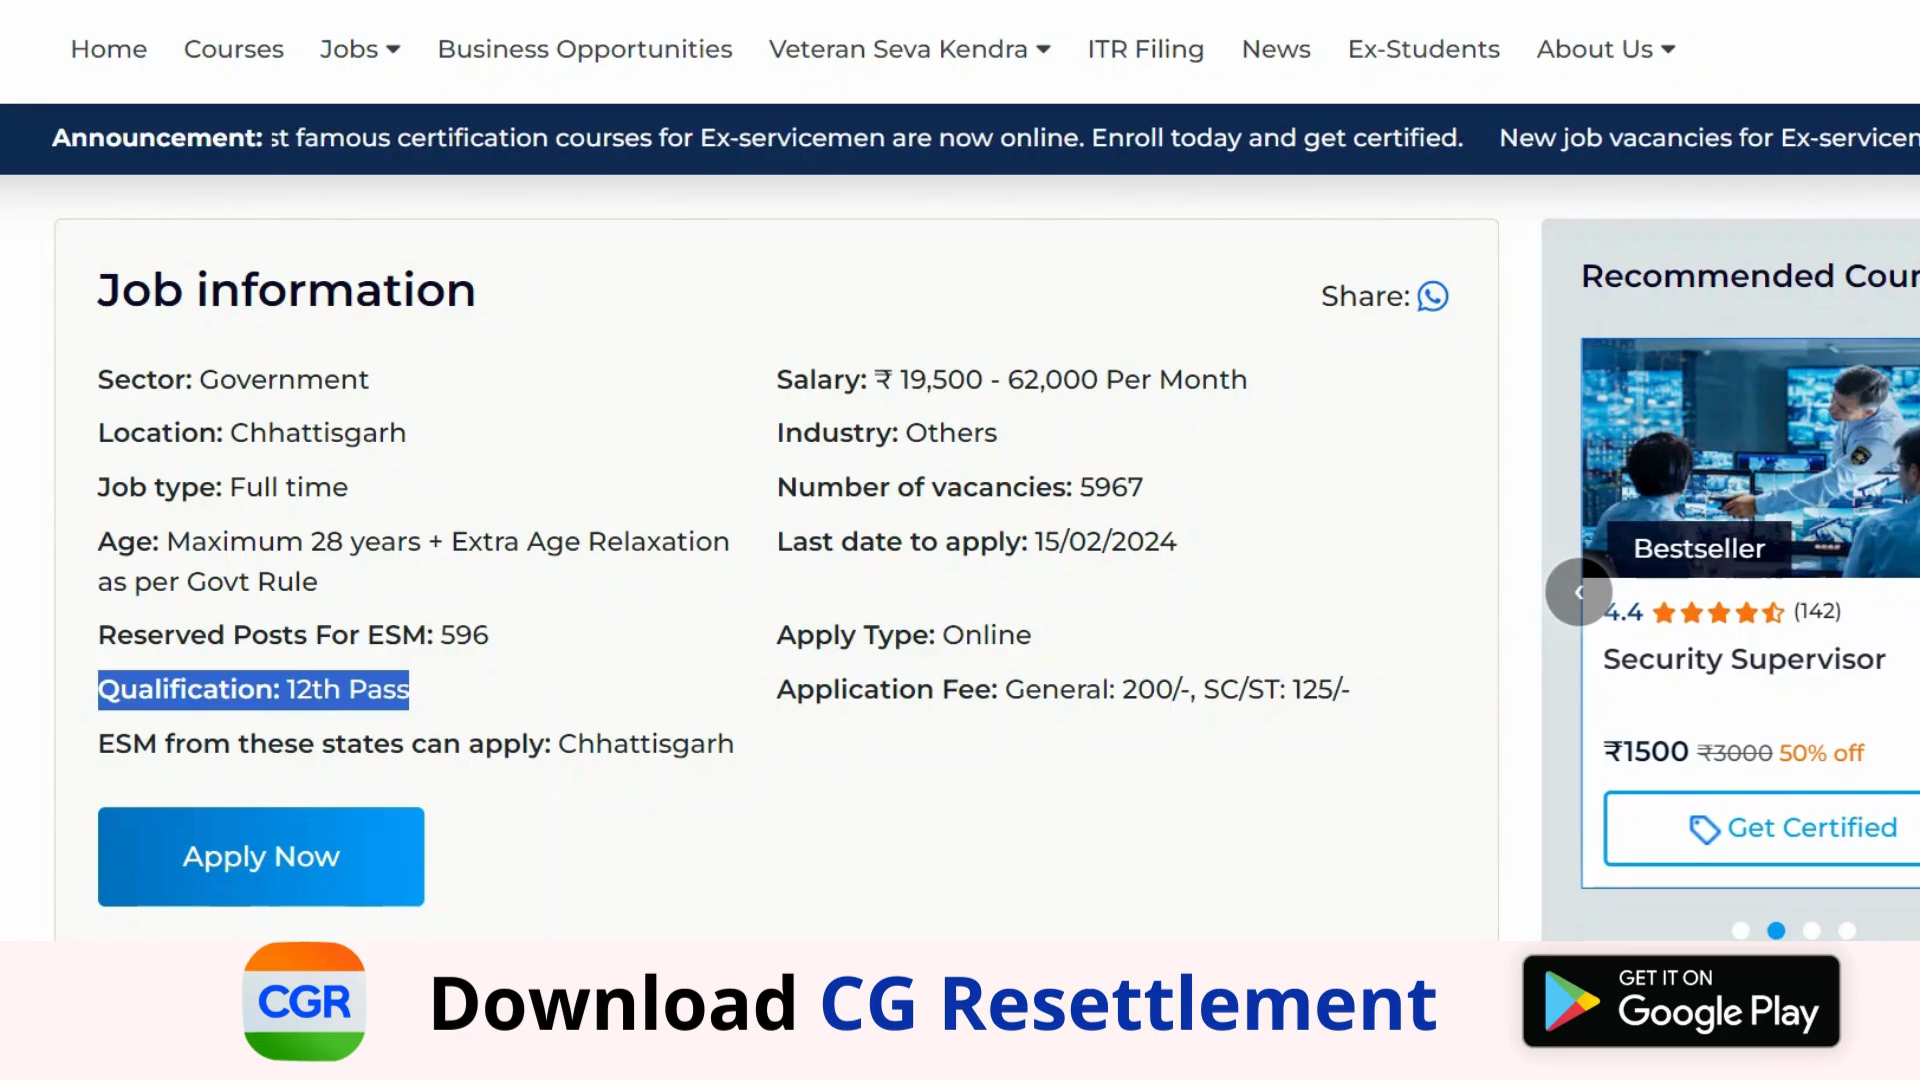 Home Courses Jobs Business Opportunities Veteran Seva Kendra ITR Filing News Ex-Students About Us
Announcement: st famous certification courses for Ex-servicemen are now online. Enroll today and get certified. New job vacancies for Ex-servicen
Job information
Share:
Sector: Government
Salary: ₹ 19,500 - 62,000 Per Month
Location: Chhattisgarh
Industry: Others
Job type: Full time
Number of vacancies: 5967
Age: Maximum 28 years + Extra Age Relaxation
as per Govt Rule
Last date to apply: 15/02/2024
Reserved Posts For ESM: 596
Apply Type: Online
Qualification: 12th Pass
Application Fee: General: 200/-, SC/ST: 125/-
ESM from these states can apply: Chhattisgarh
Apply Now
Recommended Cour
Bestseller
4.4 (142)
Security Supervisor
₹1500 ₹3000 50% off
Get Certified
CGR
Download CG Resettlement
GET IT ON
Google Play